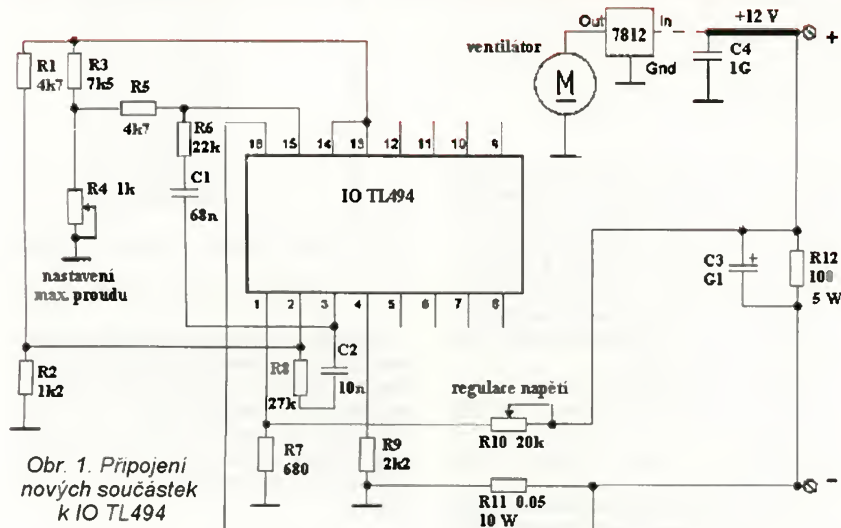 Out
7812
In
+12 V
+
ventilátor
M
Gnd
C4
1G
R1
4k7
R3
7k5
R5
4k7
R6
22k
C1
68n
R4 1k
nastavení
max. proudu
16 15 14 13 12 11 10 9
IO TL494
1 2 3 4 5 6 7 8
C3
G1
+
R12
100
5 W
R2
1k2
R8
27k
C2
10n
regulace napětí
R10 20k
R7
680
R9
2k2
R11 0.05
10 W
-
Obr. 1. Připojení
nových součástek
k IO TL494